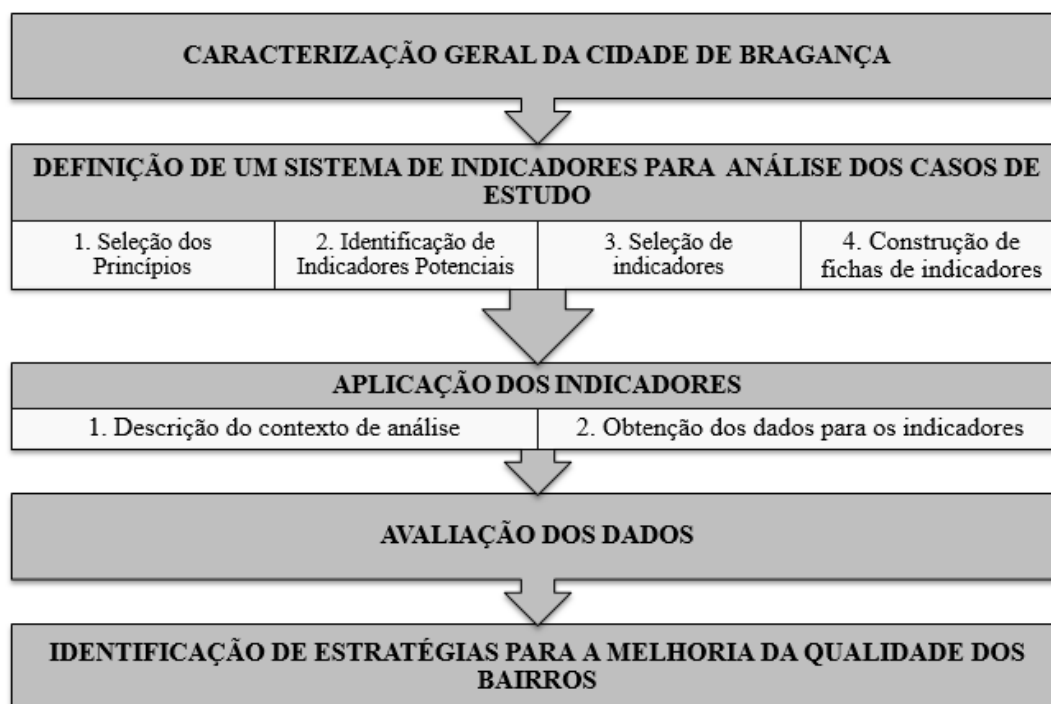 CARACTERIZAÇÃO GERAL DA CIDADE DE BRAGANÇA
DEFINIÇÃO DE UM SISTEMA DE INDICADORES PARA ANÁLISE DOS CASOS DE
ESTUDO
1. Seleção dos
Princípios
2. Identificação de
Indicadores Potenciais
3. Seleção de
indicadores
4. Construção de
fichas de indicadores
APLICAÇÃO DOS INDICADORES
1. Descrição do contexto de análise
2. Obtenção dos dados para os indicadores
AVALIAÇÃO DOS DADOS
IDENTIFICAÇÃO DE ESTRATÉGIAS PARA A MELHORIA DA QUALIDADE DOS
BAIRROS